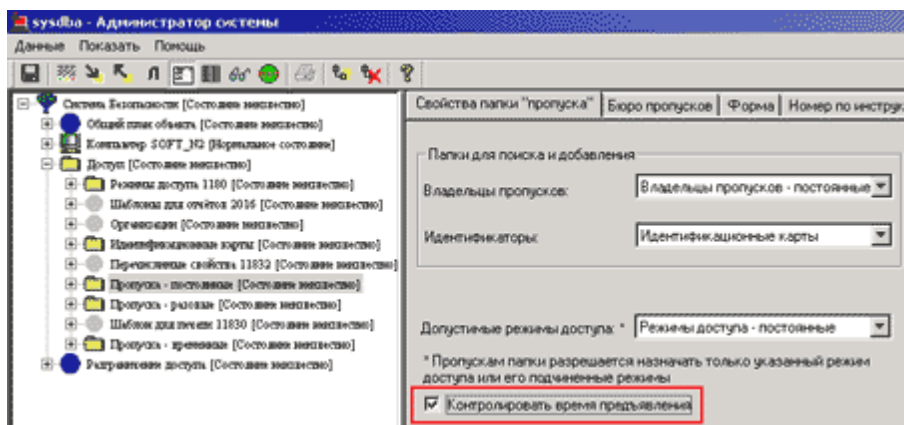 sysdba - Администратор системы
Данные Показать Помощь
Система Безопасности [Состояние неизвестно]
Общий план объекта [Состояние неизвестно]
Компьютер SOFT_N2 [Нормальное состояние]
Доступ [Состояние неизвестно]
Режимы доступа 1180 [Состояние неизвестно]
Шаблоны для отчётов 2016 [Состояние неизвестно]
Организации [Состояние неизвестно]
Идентификационные карты [Состояние неизвестно]
Перечисляемые свойства 11832 [Состояние неизвестно]
Пропуска - постоянные [Состояние неизвестно]
Пропуска - разовые [Состояние неизвестно]
Шаблон для печати 11830 [Состояние неизвестно]
Пропуска - временные [Состояние неизвестно]
Разграничение доступа [Состояние неизвестно]
Свойства папки "пропуска" Бюро пропусков Форма Номер по инструк
Папки для поиска и добавления
Владельцы пропусков: Владельцы пропусков - постоянные
Идентификаторы: Идентификационные карты
Допустимые режимы доступа: * Режимы доступа - постоянные
* Пропускам папки разрешается назначать только указанный режим
доступа или его подчиненные режимы
Контролировать время предъявления